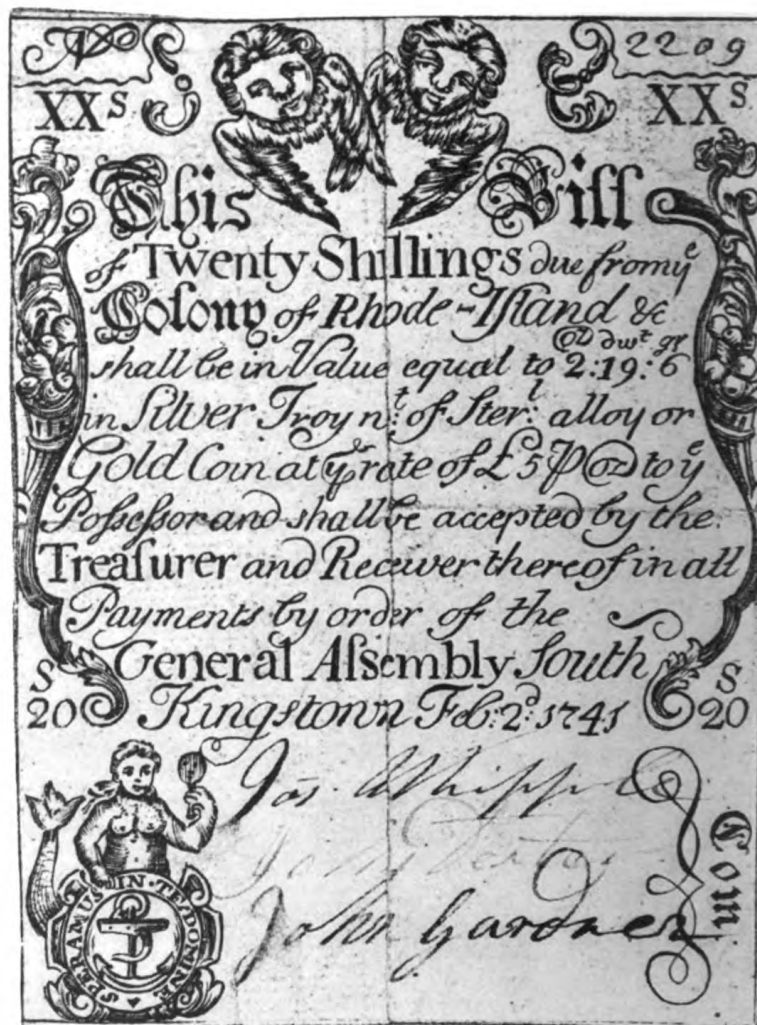 No 2209
XXS XXS
This Bill
of Twenty Shillings due from yᵉ
Colony of Rhode-Island &c
oz dwᵗ gr
shall be in Value equal to 2:19:6
in Silver Troy nᵗ: of Sterˡ: alloy or
Gold Coin at yᵉ rate of £5 ⅌ oz to yᵉ
Possessor and shall be accepted by the
Treasurer and Receiver thereof in all
Payments by order of the
General Assembly South
Kingstown Feb: 2ᵈ: 1741
S S
20 20
Jos. Whipple
John Gardner
Com
SPERAMUS IN TE DOMINE